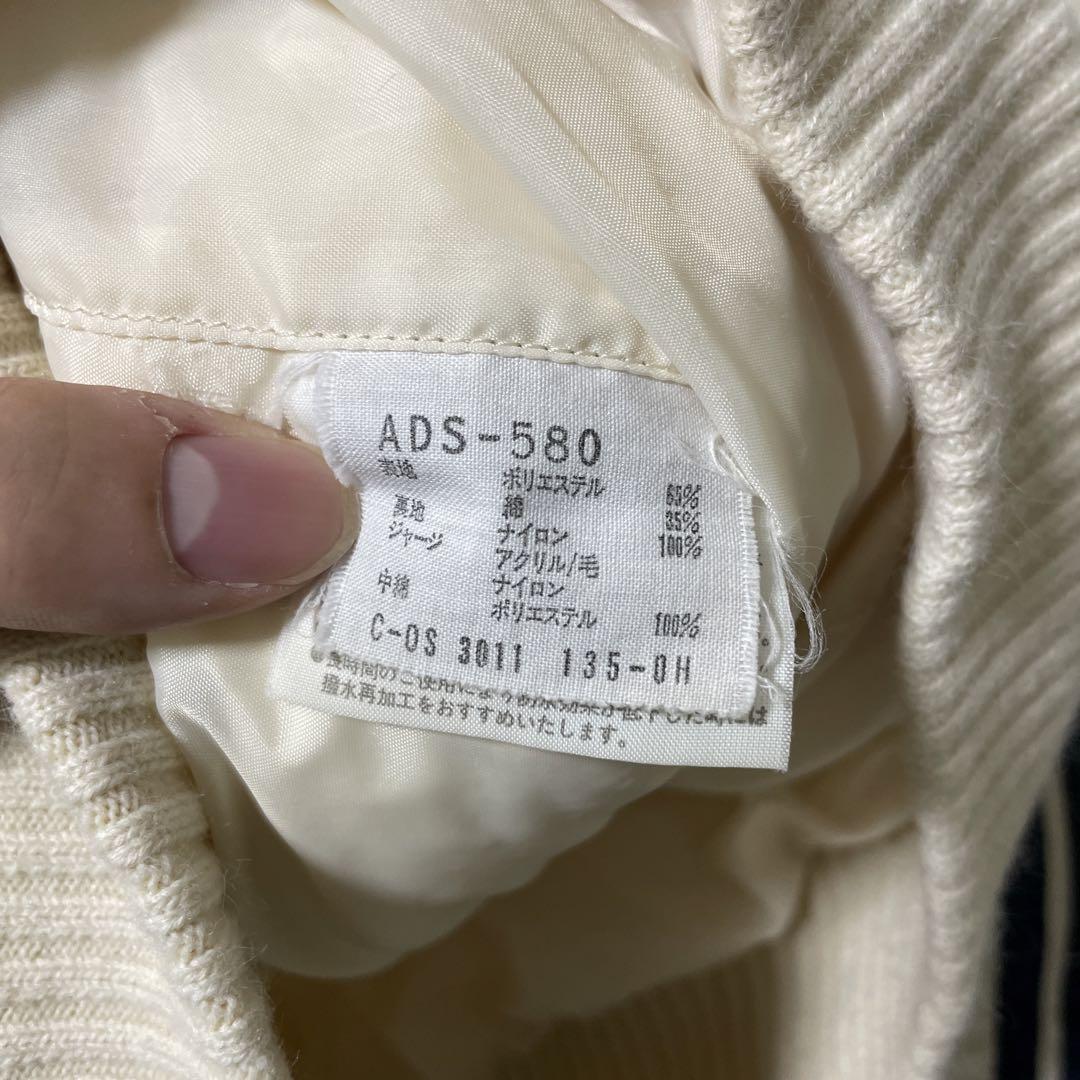 ADS-580
表地 ポリエステル 65%
綿 35%
裏地 ナイロン 100%
ジャージ アクリル/毛
ナイロン
中綿 ポリエステル 100%
C-OS 3011 135-0H
撥水再加工をおすすめいたします。